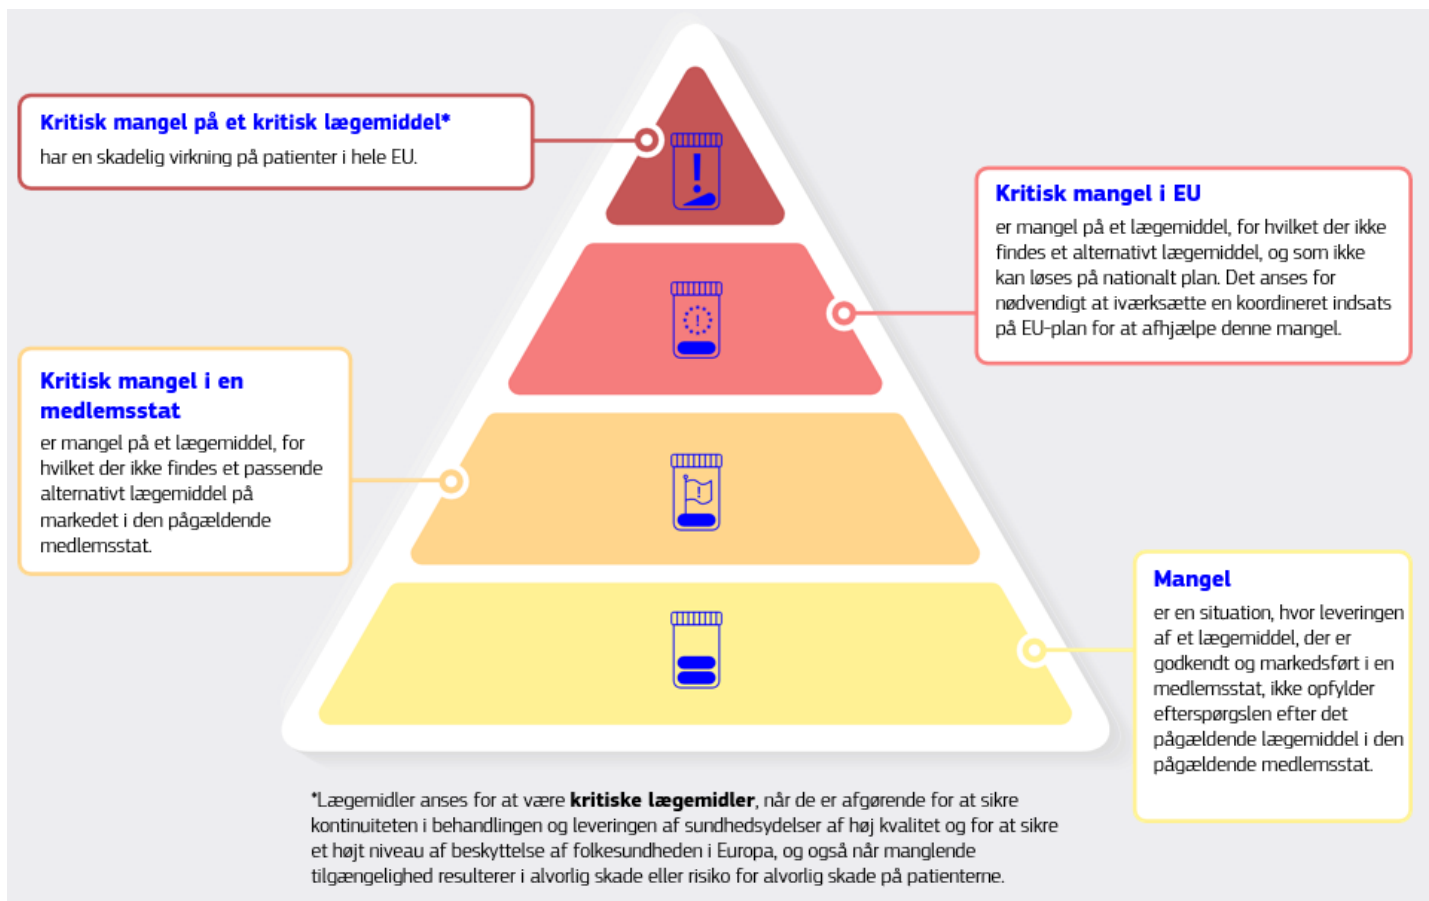 Kritisk mangel på et kritisk lægemiddel*
har en skadelig virkning på patienter i hele EU.
Kritisk mangel i EU
er mangel på et lægemiddel, for hvilket der ikke
findes et alternativt lægemiddel, og som ikke
kan løses på nationalt plan. Det anses for
nødvendigt at iværksætte en koordineret indsats
på EU-plan for at afhjælpe denne mangel.
Kritisk mangel i en
medlemsstat
er mangel på et lægemiddel, for
hvilket der ikke findes et passende
alternativt lægemiddel på
markedet i den pågældende
medlemsstat.
Mangel
er en situation, hvor leveringen
af et lægemiddel, der er
godkendt og markedsført i en
medlemsstat, ikke opfylder
efterspørgslen efter det
pågældende lægemiddel i den
pågældende medlemsstat.
*Lægemidler anses for at være kritiske lægemidler, når de er afgørende for at sikre
kontinuiteten i behandlingen og leveringen af sundhedsydelser af høj kvalitet og for at sikre
et højt niveau af beskyttelse af folkesundheden i Europa, og også når manglende
tilgængelighed resulterer i alvorlig skade eller risiko for alvorlig skade på patienterne.